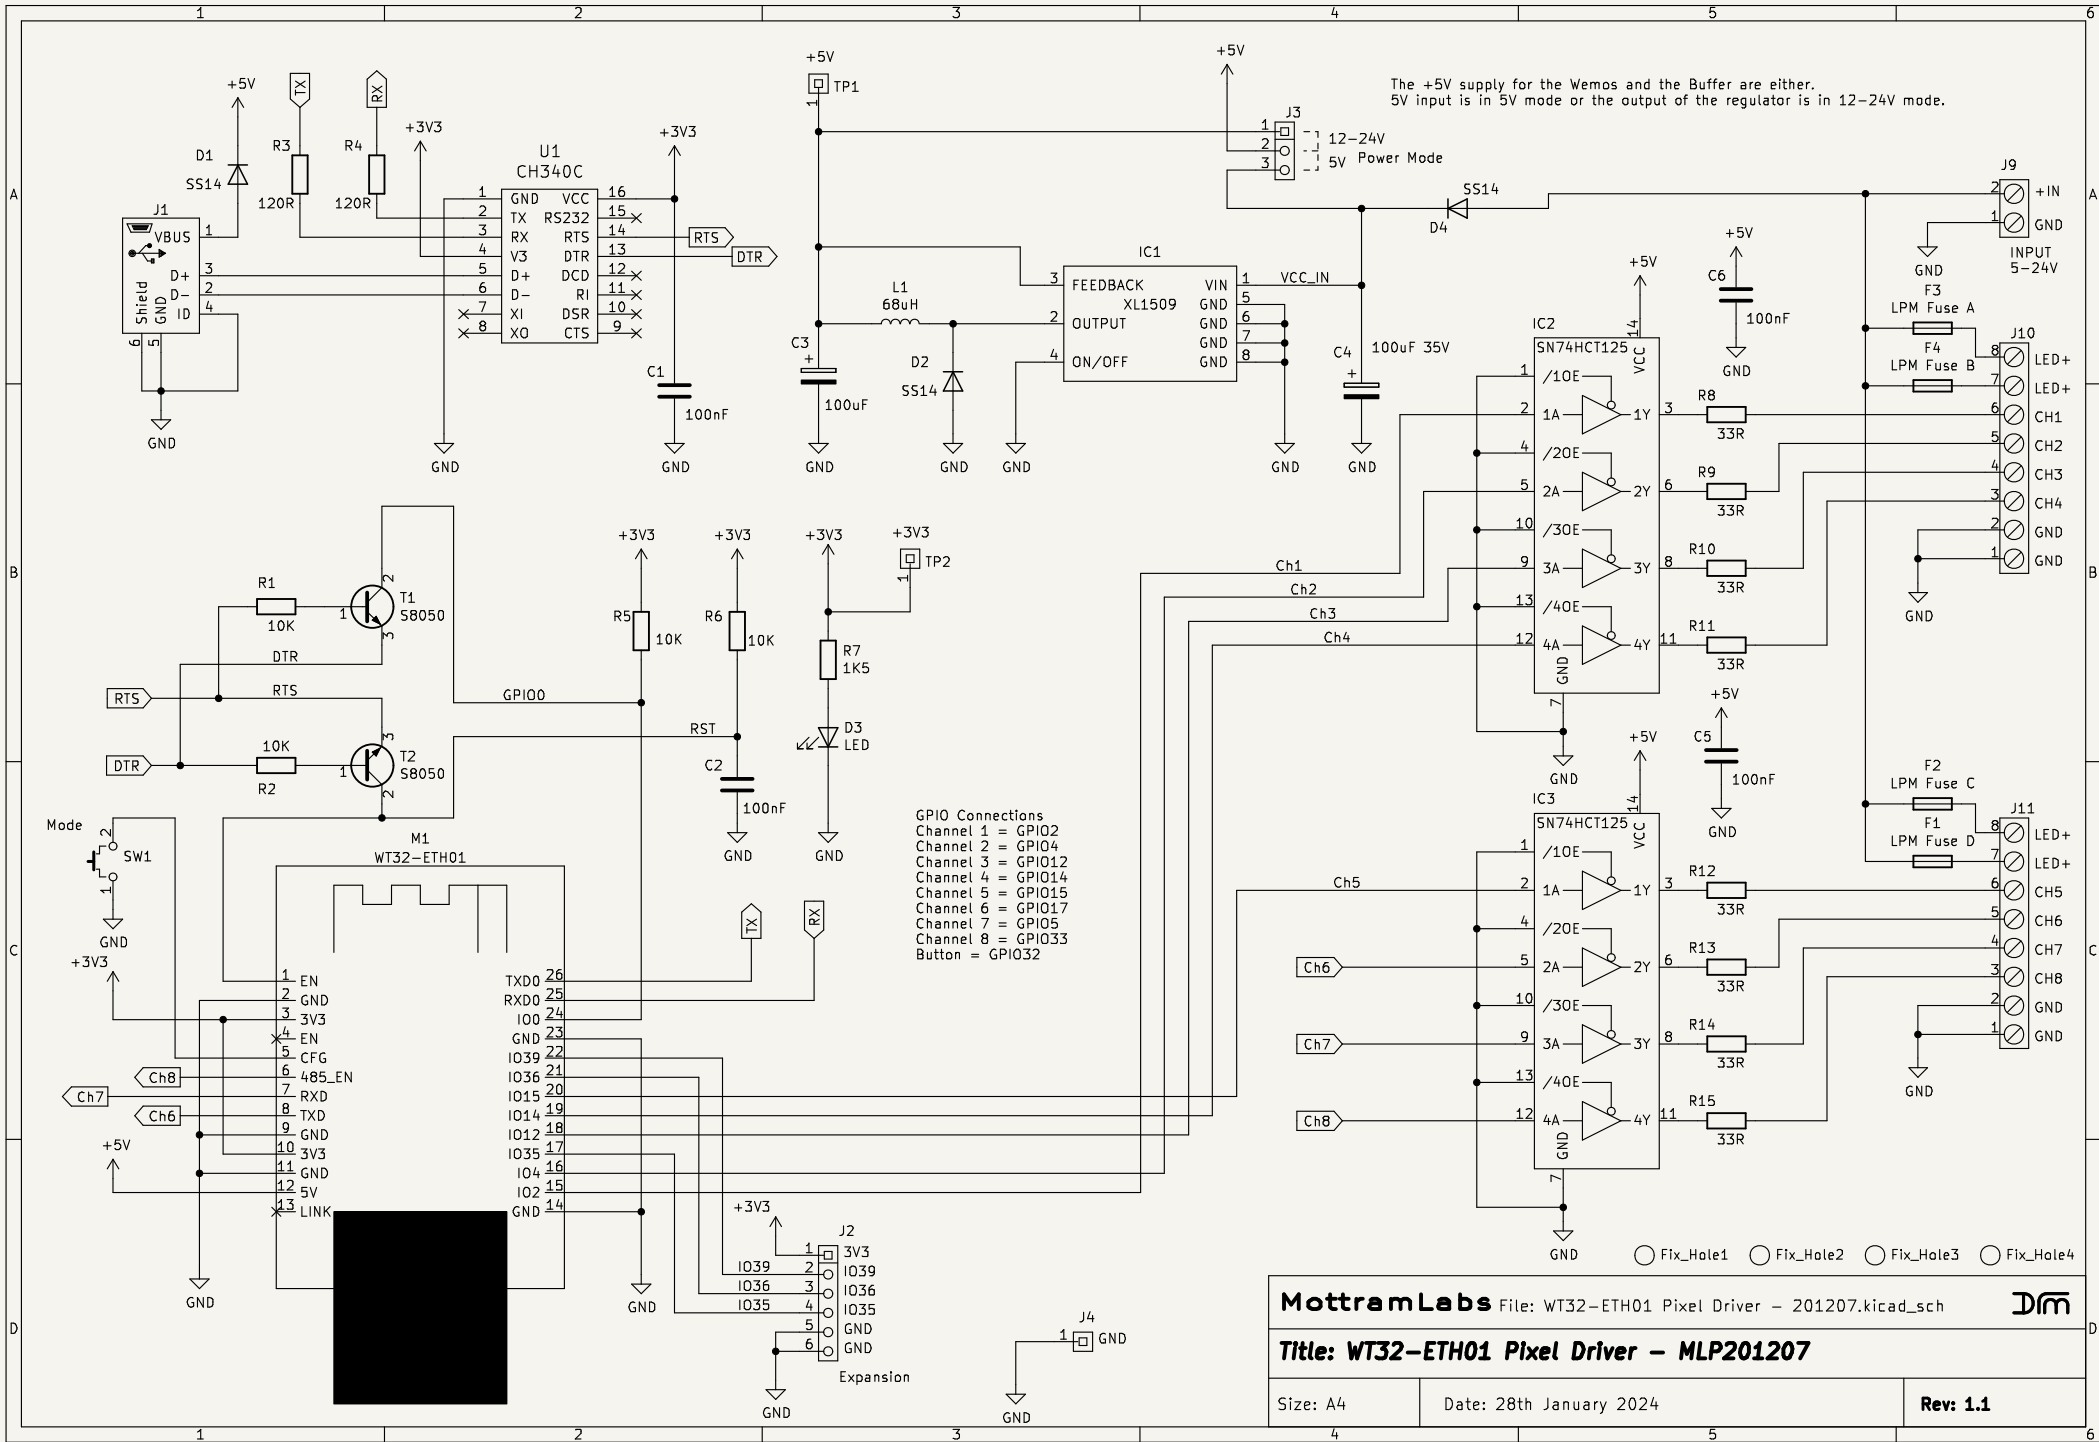 1 2 3 4 5 6
+5V
TX
RX
+3V3
+3V3
+5V
TP1
1
+5V
The +5V supply for the Wemos and the Buffer are either.
5V input is in 5V mode or the output of the regulator is in 12-24V mode.
D1
SS14
R3
120R
R4
120R
U1
CH340C
1 GND VCC 16
2 TX RS232 15
3 RX RTS 14
4 V3 DTR 13
5 D+ DCD 12
6 D- RI 11
7 XI DSR 10
8 XO CTS 9
RTS
DTR
J1
VBUS 1
D+ 3
D- 2
ID 4
Shield
GND
6
5
GND
GND
C1
100nF
GND
J3
1
2
3
12-24V
5V
Power Mode
SS14
D4
J9
2 +IN
1 GND
INPUT
5-24V
GND
A
A
IC1
3 FEEDBACK VIN 1
XL1509
GND 5
2 OUTPUT GND 6
GND 7
4 ON/OFF GND 8
VCC_IN
L1
68uH
C3
+
100uF
GND
D2
SS14
GND
GND
GND
C4
+
100uF 35V
GND
+5V
+5V
C6
100nF
GND
F3
LPM Fuse A
F4
LPM Fuse B
J10
8 LED+
7 LED+
6 CH1
5 CH2
4 CH3
3 CH4
2 GND
1 GND
GND
IC2
SN74HCT125
14
VCC
1 /1OE
2 1A 1Y 3
4 /2OE
5 2A 2Y 6
10 /3OE
9 3A 3Y 8
13 /4OE
12 4A 4Y 11
GND
7
GND
R8
33R
R9
33R
R10
33R
R11
33R
Ch1
Ch2
Ch3
Ch4
B
B
R1
10K
1
2
3
T1
S8050
DTR
RTS
RTS
DTR
10K
R2
1
3
2
T2
S8050
GPIO0
RST
+3V3
R5
10K
+3V3
R6
10K
C2
100nF
GND
+3V3
R7
1K5
D3
LED
GND
+3V3
TP2
1
+5V
C5
100nF
GND
+5V
F2
LPM Fuse C
F1
LPM Fuse D
J11
8 LED+
7 LED+
6 CH5
5 CH6
4 CH7
3 CH8
2 GND
1 GND
GND
IC3
SN74HCT125
14
VCC
1 /1OE
2 1A 1Y 3
4 /2OE
5 2A 2Y 6
10 /3OE
9 3A 3Y 8
13 /4OE
12 4A 4Y 11
GND
7
GND
R12
33R
R13
33R
R14
33R
R15
33R
Ch5
Ch6
Ch7
Ch8
GPIO Connections
Channel 1 = GPIO2
Channel 2 = GPIO4
Channel 3 = GPIO12
Channel 4 = GPIO14
Channel 5 = GPIO15
Channel 6 = GPIO17
Channel 7 = GPIO5
Channel 8 = GPIO33
Button = GPIO32
C
C
Mode
2
SW1
1
GND
+3V3
+5V
Ch8
Ch7
Ch6
GND
M1
WT32-ETH01
TX
RX
1 EN TXD0 26
2 GND RXD0 25
3 3V3 IO0 24
4 EN GND 23
5 CFG IO39 22
6 485_EN IO36 21
7 RXD IO15 20
8 TXD IO14 19
9 GND IO12 18
10 3V3 IO35 17
11 GND IO4 16
12 5V IO2 15
13 LINK GND 14
GND
+3V3
J2
1 3V3
IO39 2 IO39
IO36 3 IO36
IO35 4 IO35
5 GND
6 GND
Expansion
GND
J4
1 GND
GND
Fix_Hole1 Fix_Hole2 Fix_Hole3 Fix_Hole4
D
D
MottramLabs File: WT32-ETH01 Pixel Driver - 201207.kicad_sch
Title: WT32-ETH01 Pixel Driver - MLP201207
Size: A4 Date: 28th January 2024 Rev: 1.1
1 2 3 4 5 6